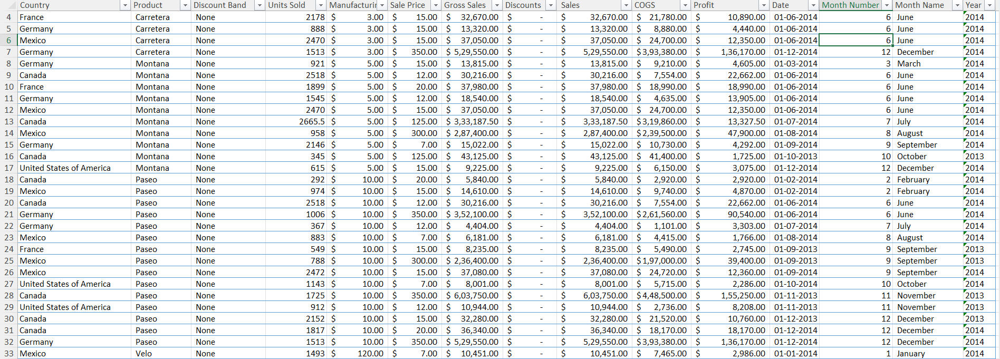 Country Product Discount Band Units Sold Manufacturin Sale Price Gross Sales Discounts Sales COGS Profit Date Month Number Month Name Year
4 France Carretera None 2178 $ 3.00 $ 15.00 $ 32,670.00 $ - $ 32,670.00 $ 21,780.00 $ 10,890.00 01-06-2014 6 June 2014
5 Germany Carretera None 888 $ 3.00 $ 15.00 $ 13,320.00 $ - $ 13,320.00 $ 8,880.00 $ 4,440.00 01-06-2014 6 June 2014
6 Mexico Carretera None 2470 $ 3.00 $ 15.00 $ 37,050.00 $ - $ 37,050.00 $ 24,700.00 $ 12,350.00 01-06-2014 6 June 2014
7 Germany Carretera None 1513 $ 3.00 $ 350.00 $ 5,29,550.00 $ - $ 5,29,550.00 $ 3,93,380.00 $ 1,36,170.00 01-12-2014 12 December 2014
8 Germany Montana None 921 $ 5.00 $ 15.00 $ 13,815.00 $ - $ 13,815.00 $ 9,210.00 $ 4,605.00 01-03-2014 3 March 2014
9 Canada Montana None 2518 $ 5.00 $ 12.00 $ 30,216.00 $ - $ 30,216.00 $ 7,554.00 $ 22,662.00 01-06-2014 6 June 2014
10 France Montana None 1899 $ 5.00 $ 20.00 $ 37,980.00 $ - $ 37,980.00 $ 18,990.00 $ 18,990.00 01-06-2014 6 June 2014
11 Germany Montana None 1545 $ 5.00 $ 12.00 $ 18,540.00 $ - $ 18,540.00 $ 4,635.00 $ 13,905.00 01-06-2014 6 June 2014
12 Mexico Montana None 2470 $ 5.00 $ 15.00 $ 37,050.00 $ - $ 37,050.00 $ 24,700.00 $ 12,350.00 01-06-2014 6 June 2014
13 Canada Montana None 2665.5 $ 5.00 $ 125.00 $ 3,33,187.50 $ - $ 3,33,187.50 $ 3,19,860.00 $ 13,327.50 01-07-2014 7 July 2014
14 Mexico Montana None 958 $ 5.00 $ 300.00 $ 2,87,400.00 $ - $ 2,87,400.00 $ 2,39,500.00 $ 47,900.00 01-08-2014 8 August 2014
15 Germany Montana None 2146 $ 5.00 $ 7.00 $ 15,022.00 $ - $ 15,022.00 $ 10,730.00 $ 4,292.00 01-09-2014 9 September 2014
16 Canada Montana None 345 $ 5.00 $ 125.00 $ 43,125.00 $ - $ 43,125.00 $ 41,400.00 $ 1,725.00 01-10-2013 10 October 2013
17 United States of America Montana None 615 $ 5.00 $ 15.00 $ 9,225.00 $ - $ 9,225.00 $ 6,150.00 $ 3,075.00 01-12-2014 12 December 2014
18 Canada Paseo None 292 $ 10.00 $ 20.00 $ 5,840.00 $ - $ 5,840.00 $ 2,920.00 $ 2,920.00 01-02-2014 2 February 2014
19 Mexico Paseo None 974 $ 10.00 $ 15.00 $ 14,610.00 $ - $ 14,610.00 $ 9,740.00 $ 4,870.00 01-02-2014 2 February 2014
20 Canada Paseo None 2518 $ 10.00 $ 12.00 $ 30,216.00 $ - $ 30,216.00 $ 7,554.00 $ 22,662.00 01-06-2014 6 June 2014
21 Germany Paseo None 1006 $ 10.00 $ 350.00 $ 3,52,100.00 $ - $ 3,52,100.00 $ 2,61,560.00 $ 90,540.00 01-06-2014 6 June 2014
22 Germany Paseo None 367 $ 10.00 $ 12.00 $ 4,404.00 $ - $ 4,404.00 $ 1,101.00 $ 3,303.00 01-07-2014 7 July 2014
23 Mexico Paseo None 883 $ 10.00 $ 7.00 $ 6,181.00 $ - $ 6,181.00 $ 4,415.00 $ 1,766.00 01-08-2014 8 August 2014
24 France Paseo None 549 $ 10.00 $ 15.00 $ 8,235.00 $ - $ 8,235.00 $ 5,490.00 $ 2,745.00 01-09-2013 9 September 2013
25 Mexico Paseo None 788 $ 10.00 $ 300.00 $ 2,36,400.00 $ - $ 2,36,400.00 $ 1,97,000.00 $ 39,400.00 01-09-2013 9 September 2013
26 Mexico Paseo None 2472 $ 10.00 $ 15.00 $ 37,080.00 $ - $ 37,080.00 $ 24,720.00 $ 12,360.00 01-09-2014 9 September 2014
27 United States of America Paseo None 1143 $ 10.00 $ 7.00 $ 8,001.00 $ - $ 8,001.00 $ 5,715.00 $ 2,286.00 01-10-2014 10 October 2014
28 Canada Paseo None 1725 $ 10.00 $ 350.00 $ 6,03,750.00 $ - $ 6,03,750.00 $ 4,48,500.00 $ 1,55,250.00 01-11-2013 11 November 2013
29 United States of America Paseo None 912 $ 10.00 $ 12.00 $ 10,944.00 $ - $ 10,944.00 $ 2,736.00 $ 8,208.00 01-11-2013 11 November 2013
30 Canada Paseo None 2152 $ 10.00 $ 15.00 $ 32,280.00 $ - $ 32,280.00 $ 21,520.00 $ 10,760.00 01-12-2013 12 December 2013
31 Canada Paseo None 1817 $ 10.00 $ 20.00 $ 36,340.00 $ - $ 36,340.00 $ 18,170.00 $ 18,170.00 01-12-2014 12 December 2014
32 Germany Paseo None 1513 $ 10.00 $ 350.00 $ 5,29,550.00 $ - $ 5,29,550.00 $ 3,93,380.00 $ 1,36,170.00 01-12-2014 12 December 2014
33 Mexico Velo None 1493 $ 120.00 $ 7.00 $ 10,451.00 $ - $ 10,451.00 $ 7,465.00 $ 2,986.00 01-01-2014 1 January 2014